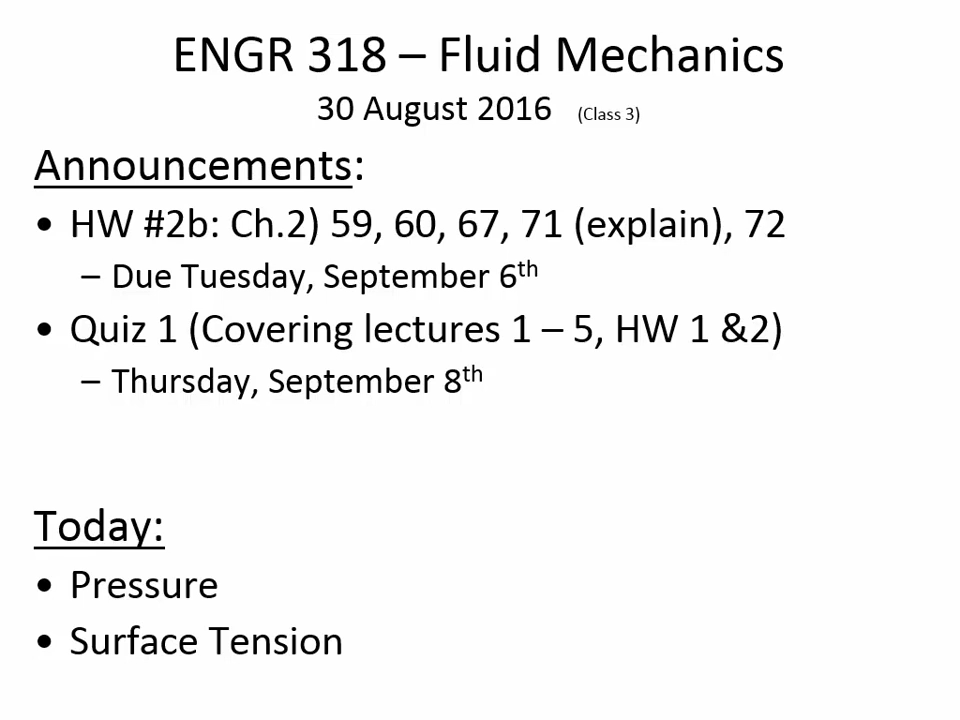 ENGR 318 – Fluid Mechanics
30 August 2016 (Class 3)
Announcements:
• HW #2b: Ch.2) 59, 60, 67, 71 (explain), 72
– Due Tuesday, September 6th
• Quiz 1 (Covering lectures 1 – 5, HW 1 &2)
– Thursday, September 8th
Today:
• Pressure
• Surface Tension